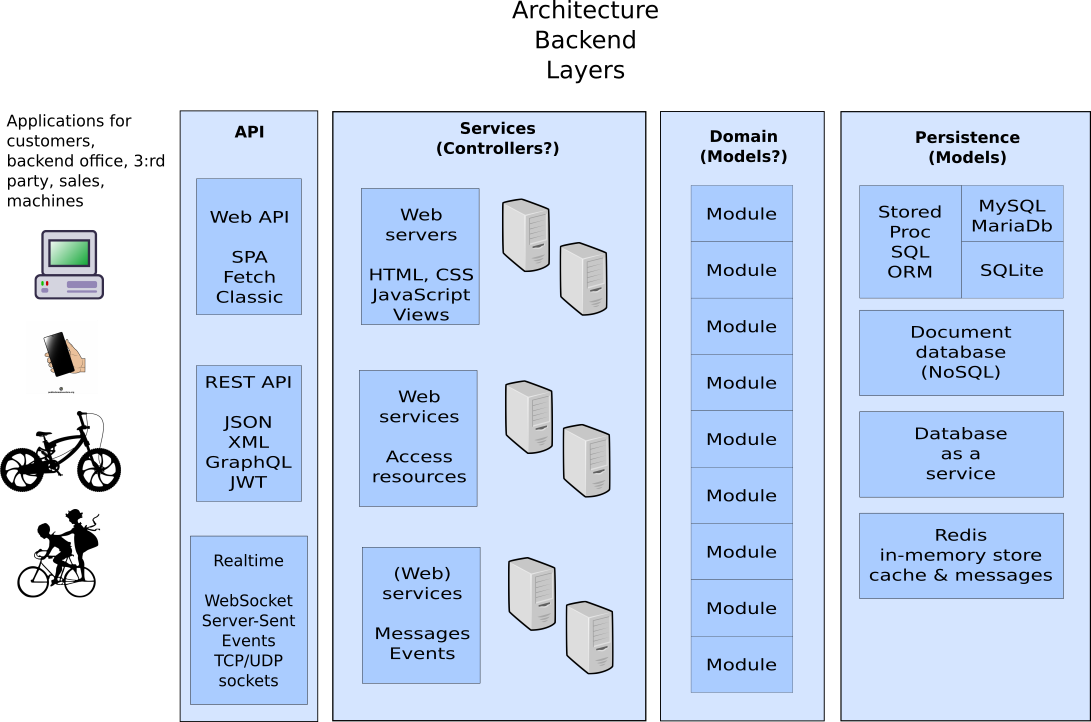 Architecture
Backend
Layers
Applications for
customers,
backend office, 3:rd
party, sales,
machines
API
Web API
SPA
Fetch
Classic
REST API
JSON
XML
GraphQL
JWT
Realtime
WebSocket
Server-Sent
Events
TCP/UDP
sockets
Services
(Controllers?)
Web
servers
HTML, CSS
JavaScript
Views
Web
services
Access
resources
(Web)
services
Messages
Events
Domain
(Models?)
Module
Module
Module
Module
Module
Module
Module
Module
Module
Persistence
(Models)
Stored
Proc
SQL
ORM
MySQL
MariaDb
SQLite
Document
database
(NoSQL)
Database
as a
service
Redis
in-memory store
cache & messages